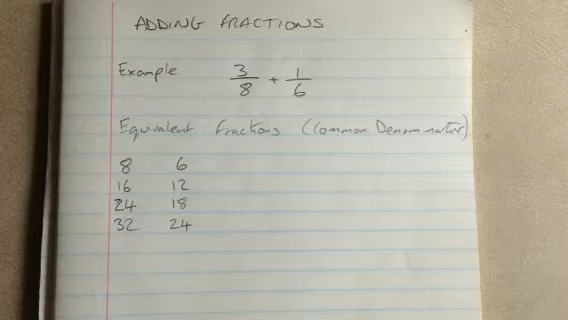 ADDING FRACTIONS
Example 3/8 + 1/6
Equivalent Fractions (Common Denominator)
8 6
16 12
24 18
32 24